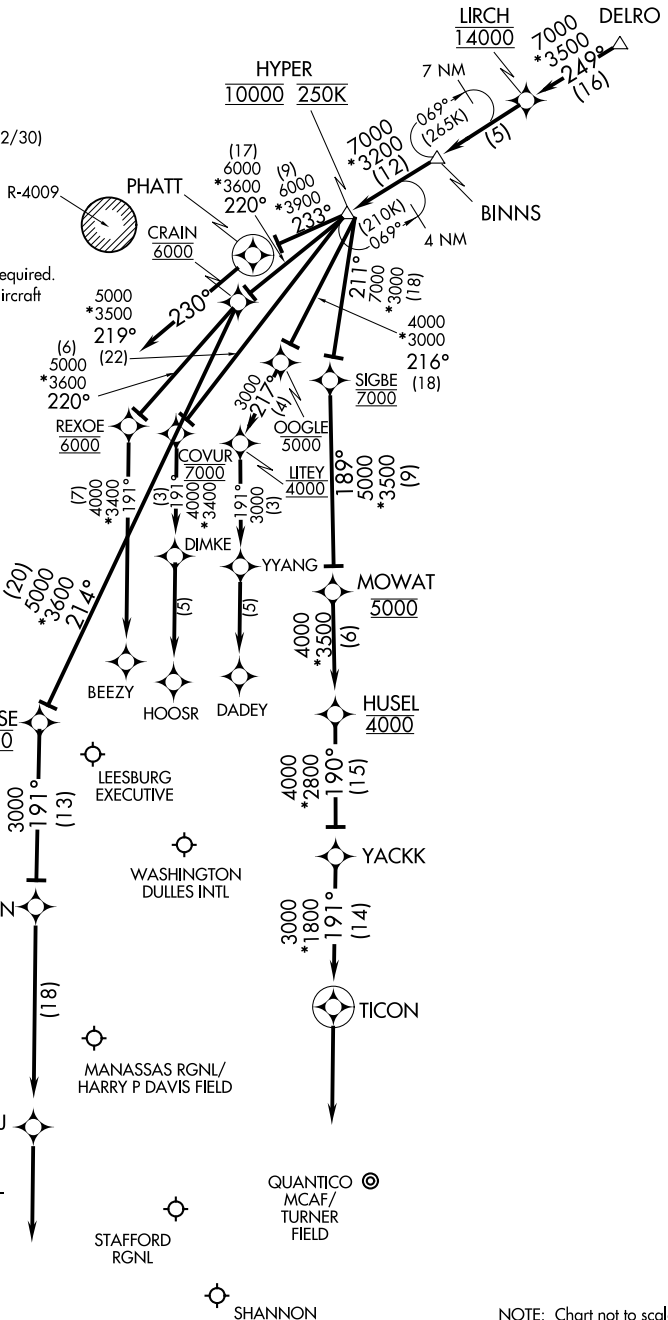 LIRCH
14000
DELRO
7000
*3500
249°
(16)
HYPER
10000 250K
7 NM
069°
(265K)
(5)
2/30)
7000
*3200
(12)
BINNS
R-4009
PHATT
(17)
6000
*3600
220°
(9)
6000
*3900
233°
(210K)
069°
4 NM
CRAIN
6000
equired.
ircraft
230°
211°
7000
*3000
(18)
5000
*3500
219°
(22)
4000
*3000
216°
(18)
(6)
5000
*3600
220°
3000
217°
(4)
SIGBE
7000
REXOE
6000
OOGLE
5000
COVUR
7000
LITEY
4000
(7)
4000
*3400
191°
(3)
191°
4000
*3400
191°
3000
(3)
189°
5000
*3500
(9)
DIMKE
YYANG
MOWAT
5000
(20)
5000
*3600
214°
(5)
(5)
4000
*3500
(6)
BEEZY
HOOSR
DADEY
HUSEL
4000
SE
0
LEESBURG
EXECUTIVE
3000
191°
(13)
4000
*2800
190°
(15)
WASHINGTON
DULLES INTL
YACKK
N
3000
*1800
191°
(14)
(18)
TICON
MANASSAS RGNL/
HARRY P DAVIS FIELD
J
QUANTICO
MCAF/
TURNER
FIELD
STAFFORD
RGNL
SHANNON
NOTE: Chart not to scal